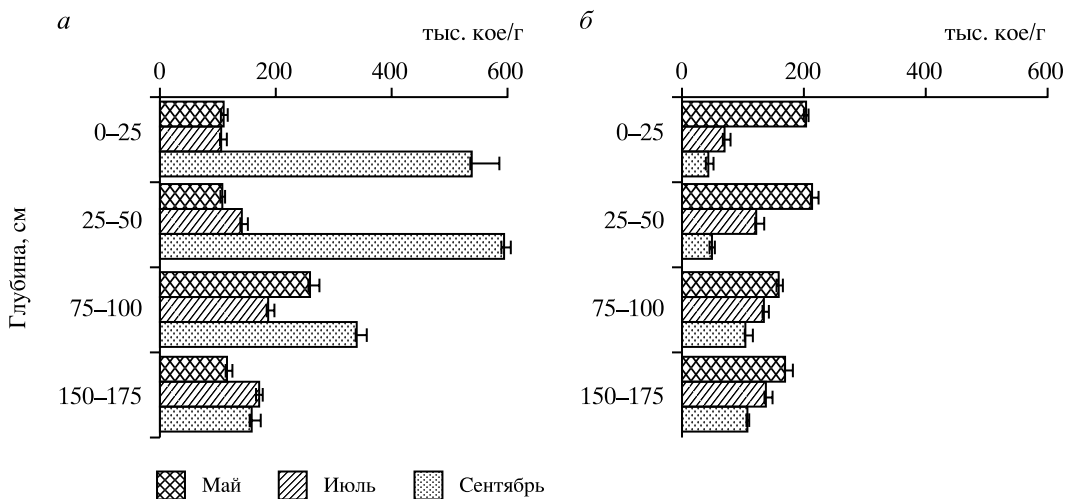 а
тыс. кое/г
0 200 400 600
0–25
25–50
75–100
150–175
Глубина, см
б
тыс. кое/г
0 200 400 600
0–25
25–50
75–100
150–175
Май Июль Сентябрь